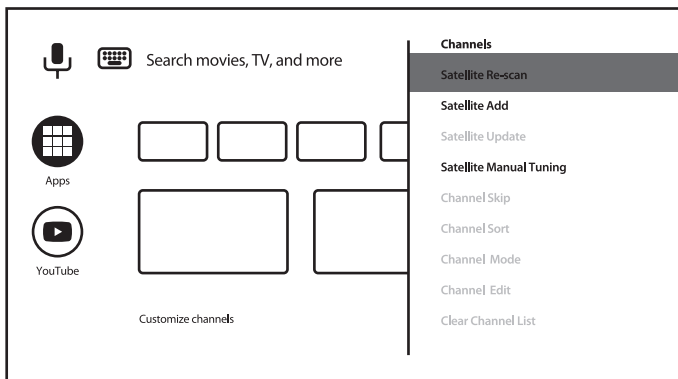 Search movies, TV, and more
Apps
YouTube
Customize channels
Channels
Satellite Re-scan
Satellite Add
Satellite Update
Satellite Manual Tuning
Channel Skip
Channel Sort
Channel Mode
Channel Edit
Clear Channel List